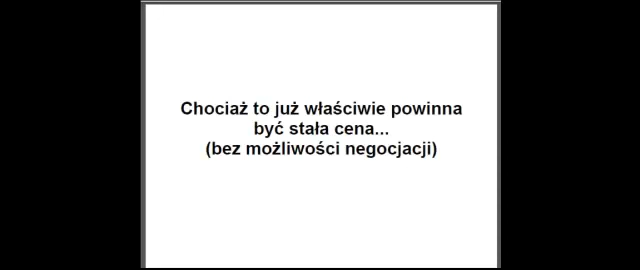 Chociaż to już właściwie powinna
być stała cena...
(bez możliwości negocjacji)